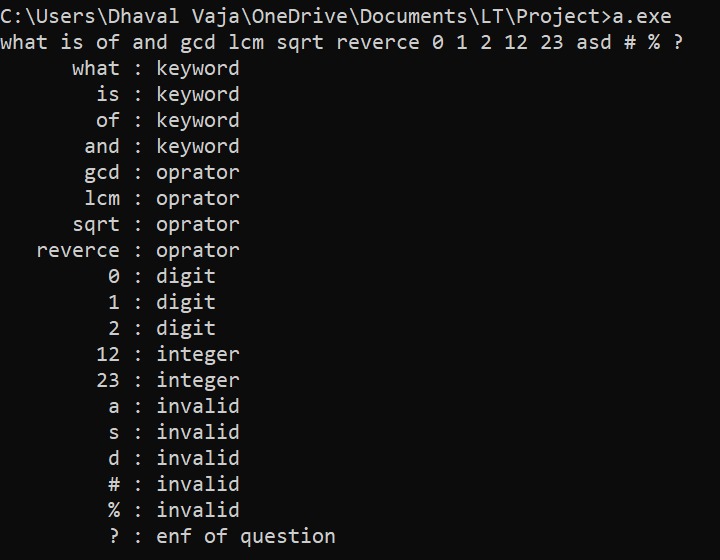 C:\Users\Dhaval Vaja\OneDrive\Documents\LT\Project>a.exe
what is of and gcd lcm sqrt reverce 0 1 2 12 23 asd # % ?
what : keyword
is : keyword
of : keyword
and : keyword
gcd : oprator
lcm : oprator
sqrt : oprator
reverce : oprator
0 : digit
1 : digit
2 : digit
12 : integer
23 : integer
a : invalid
s : invalid
d : invalid
# : invalid
% : invalid
? : enf of question